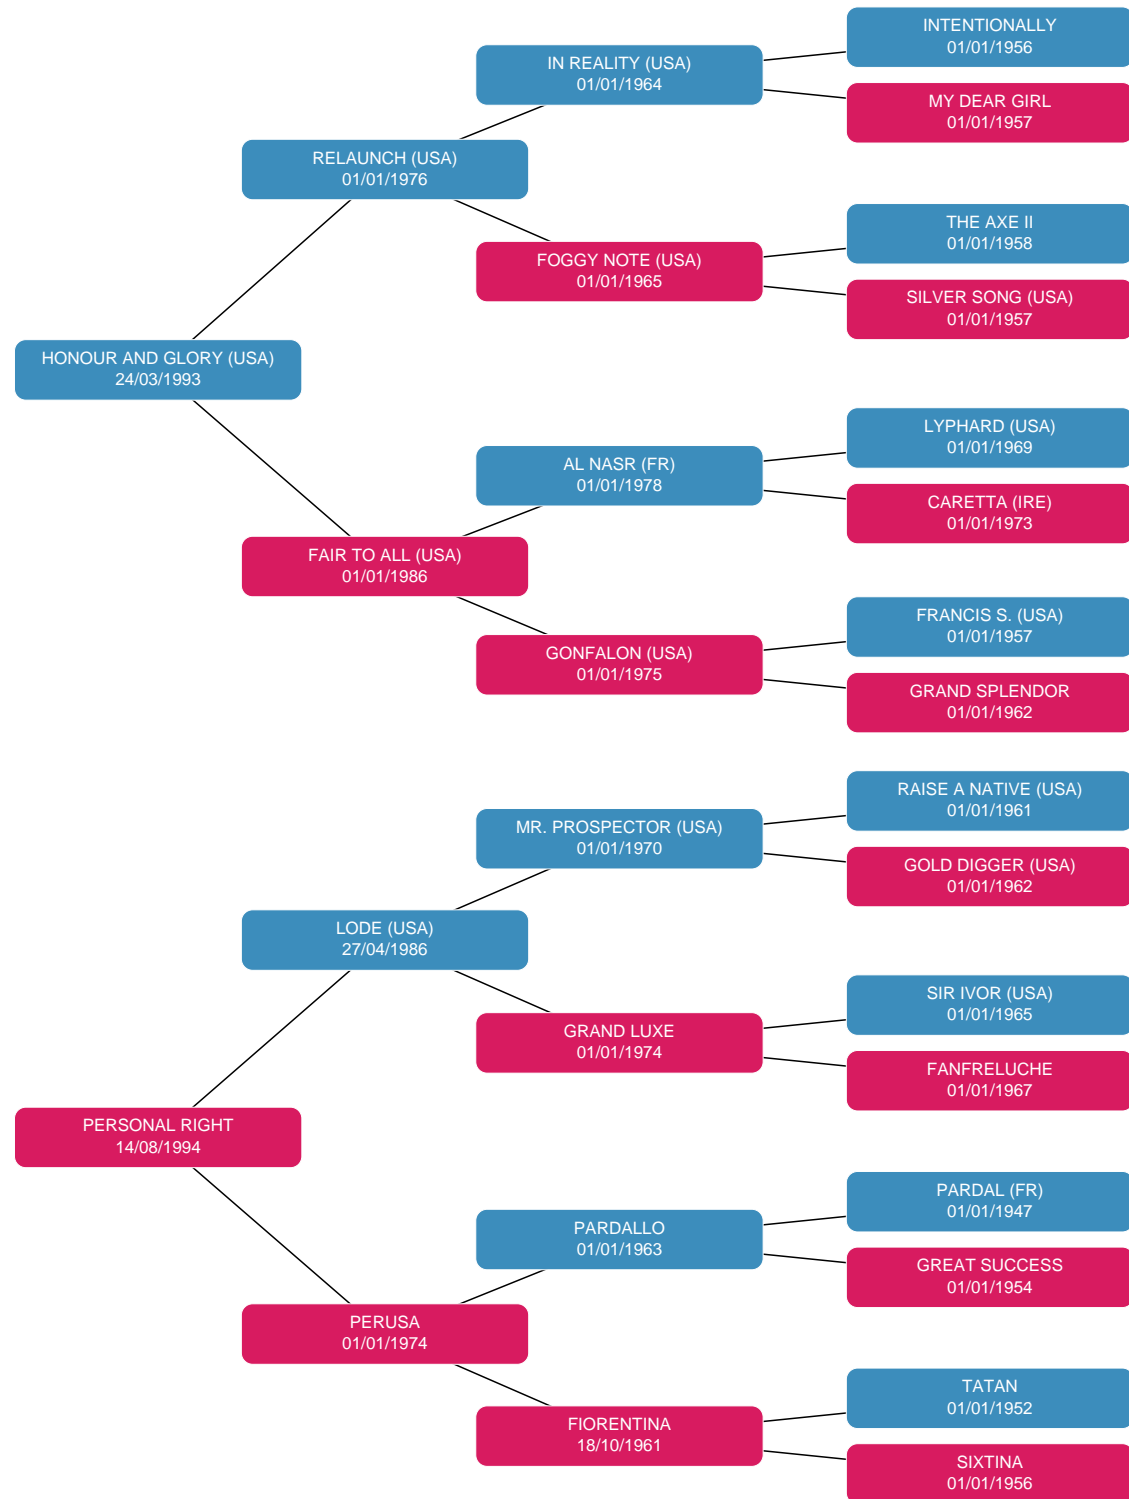 INTENTIONALLY
01/01/1956
IN REALITY (USA)
01/01/1964
MY DEAR GIRL
01/01/1957
RELAUNCH (USA)
01/01/1976
THE AXE II
01/01/1958
FOGGY NOTE (USA)
01/01/1965
SILVER SONG (USA)
01/01/1957
HONOUR AND GLORY (USA)
24/03/1993
LYPHARD (USA)
01/01/1969
AL NASR (FR)
01/01/1978
CARETTA (IRE)
01/01/1973
FAIR TO ALL (USA)
01/01/1986
FRANCIS S. (USA)
01/01/1957
GONFALON (USA)
01/01/1975
GRAND SPLENDOR
01/01/1962
RAISE A NATIVE (USA)
01/01/1961
MR. PROSPECTOR (USA)
01/01/1970
GOLD DIGGER (USA)
01/01/1962
LODE (USA)
27/04/1986
SIR IVOR (USA)
01/01/1965
GRAND LUXE
01/01/1974
FANFRELUCHE
01/01/1967
PERSONAL RIGHT
14/08/1994
PARDAL (FR)
01/01/1947
PARDALLO
01/01/1963
GREAT SUCCESS
01/01/1954
PERUSA
01/01/1974
TATAN
01/01/1952
FIORENTINA
18/10/1961
SIXTINA
01/01/1956